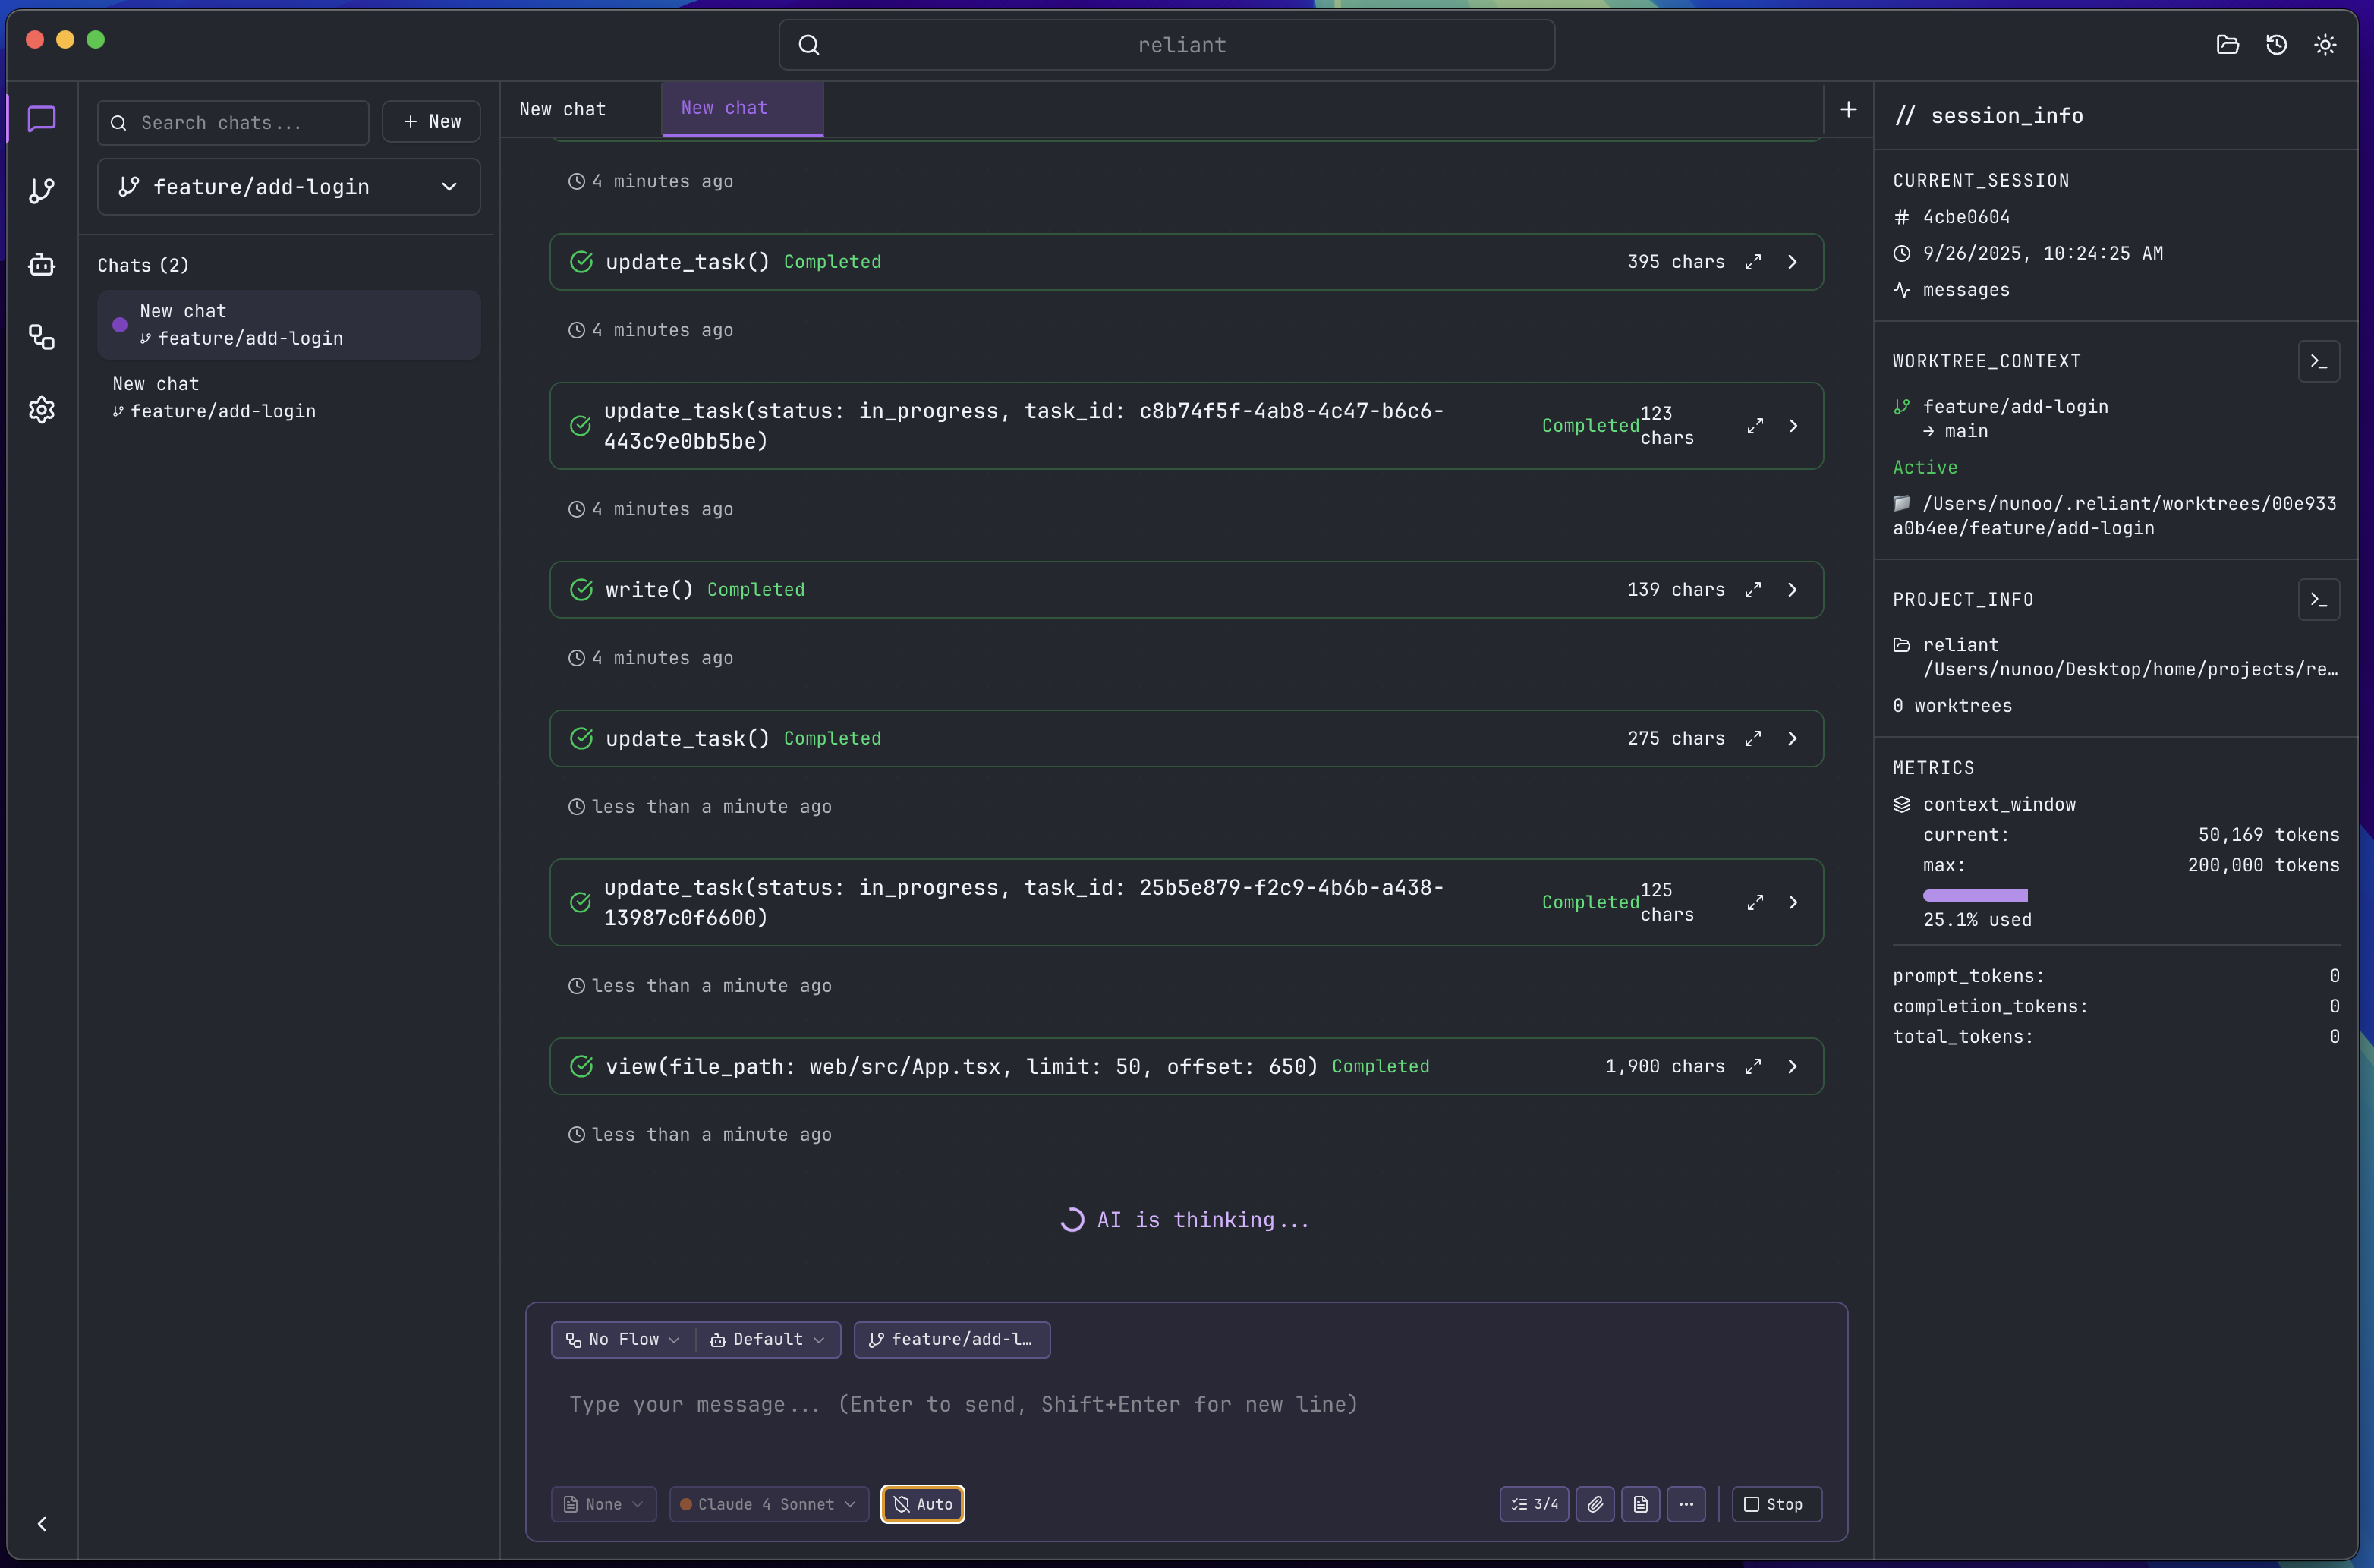 reliant
Search chats...
+ New
feature/add-login
Chats (2)
New chat
feature/add-login
New chat
feature/add-login
New chat
New chat
+
4 minutes ago
update_task() Completed 395 chars
4 minutes ago
update_task(status: in_progress, task_id: c8b74f5f-4ab8-4c47-b6c6-
443c9e0bb5be)
Completed
123
chars
4 minutes ago
write() Completed 139 chars
4 minutes ago
update_task() Completed 275 chars
less than a minute ago
update_task(status: in_progress, task_id: 25b5e879-f2c9-4b6b-a438-
13987c0f6600)
Completed
125
chars
less than a minute ago
view(file_path: web/src/App.tsx, limit: 50, offset: 650) Completed 1,900 chars
less than a minute ago
AI is thinking...
No Flow Default feature/add-l…
Type your message... (Enter to send, Shift+Enter for new line)
None Claude 4 Sonnet Auto 3/4 Stop
// session_info
CURRENT_SESSION
# 4cbe0604
9/26/2025, 10:24:25 AM
messages
WORKTREE_CONTEXT
feature/add-login
→ main
Active
/Users/nunoo/.reliant/worktrees/00e933
a0b4ee/feature/add-login
PROJECT_INFO
reliant
/Users/nunoo/Desktop/home/projects/re…
0 worktrees
METRICS
context_window
current: 50,169 tokens
max: 200,000 tokens
25.1% used
prompt_tokens: 0
completion_tokens: 0
total_tokens: 0